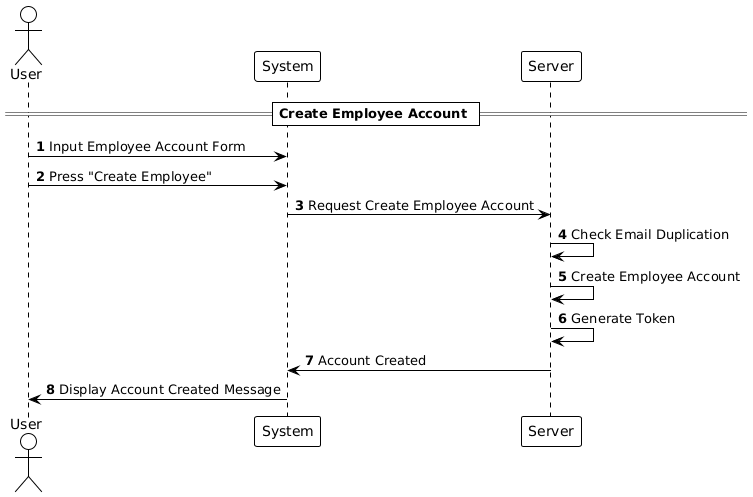 User
System
Server
Create Employee Account
1 Input Employee Account Form
2 Press "Create Employee"
3 Request Create Employee Account
4 Check Email Duplication
5 Create Employee Account
6 Generate Token
7 Account Created
8 Display Account Created Message
User
System
Server